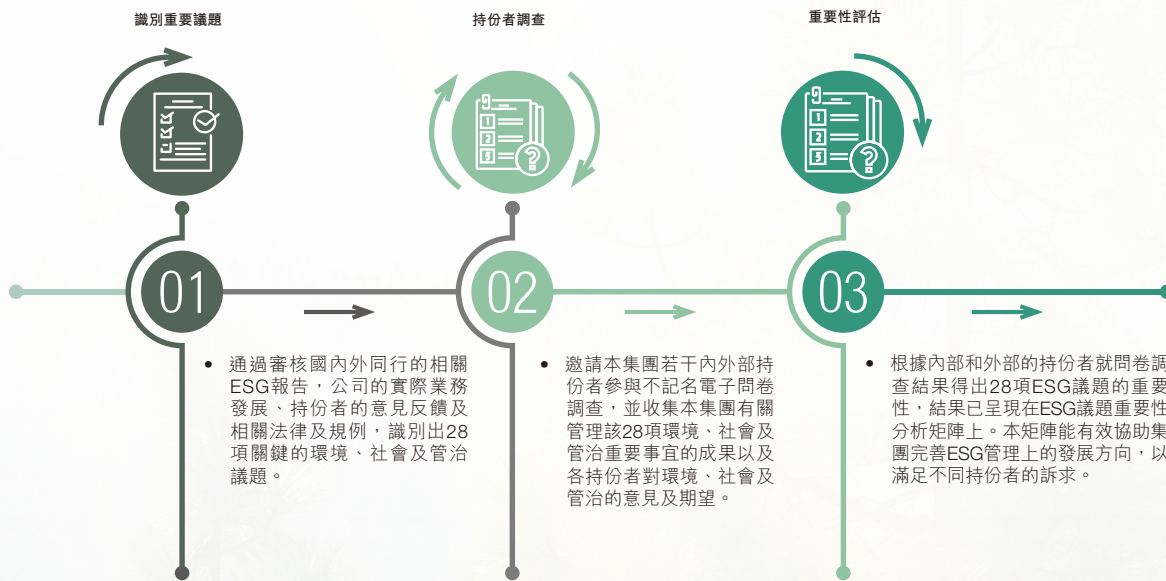 識別重要議題
持份者調查
重要性評估
1
2
3
?
1
2
3
?
01
02
03
• 通過審核國內外同行的相關
ESG報告，公司的實際業務
發展、持份者的意見反饋及
相關法律及規例，識別出28
項關鍵的環境、社會及管治
議題。
• 邀請本集團若干內外部持
份者參與不記名電子問卷
調查，並收集本集團有關
管理該28項環境、社會及
管治重要事宜的成果以及
各持份者對環境、社會及
管治的意見及期望。
• 根據內部和外部的持份者就問卷調
查結果得出28項ESG議題的重要
性，結果已呈現在ESG議題重要性
分析矩陣上。本矩陣能有效協助集
團完善ESG管理上的發展方向，以
滿足不同持份者的訴求。